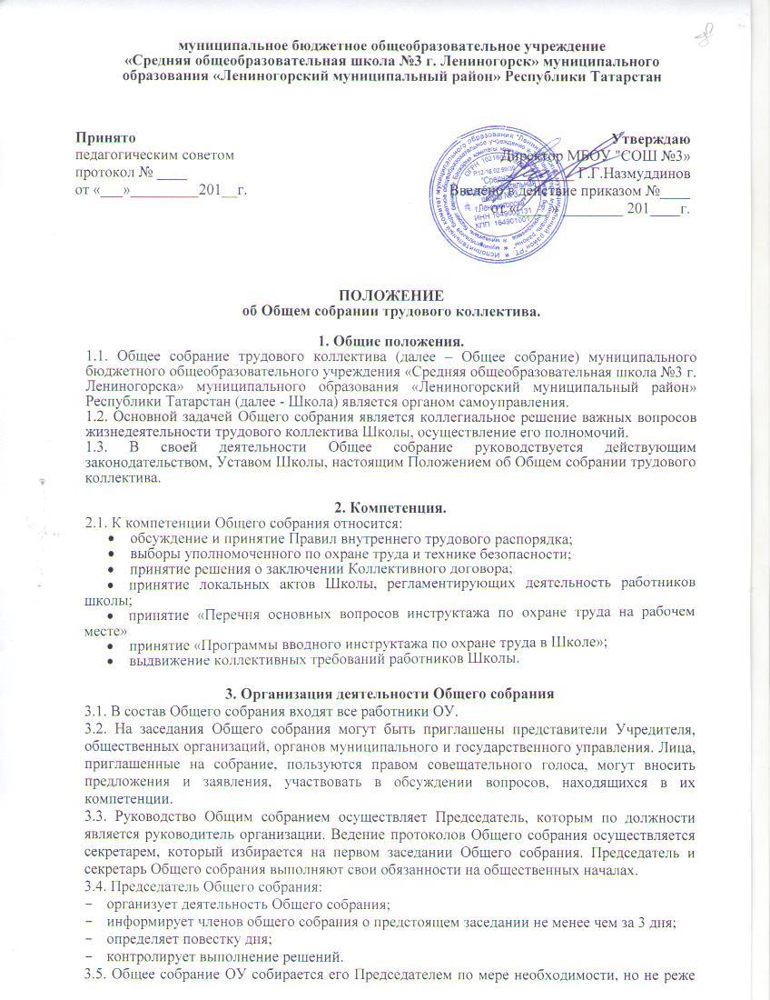 муниципальное бюджетное общеобразовательное учреждение
«Средняя общеобразовательная школа №3 г. Лениногорск» муниципального
образования «Лениногорский муниципальный район» Республики Татарстан
Принято
педагогическим советом
протокол № ____
от «___»_________201__г.
Утверждаю
Директор МБОУ "СОШ №3»
Г.Г.Назмуддинов
Введено в действие приказом №____
от «___» ________ 201____г.
"Средняя
общеобразовательная
школа №3
г.Лениногорска"
ИНН 1649009131
КПП 164901001
ПОЛОЖЕНИЕ
об Общем собрании трудового коллектива.
1. Общие положения.
1.1. Общее собрание трудового коллектива (далее – Общее собрание) муниципального
бюджетного общеобразовательного учреждения «Средняя общеобразовательная школа №3 г.
Лениногорска» муниципального образования «Лениногорский муниципальный район»
Республики Татарстан (далее - Школа) является органом самоуправления.
1.2. Основной задачей Общего собрания является коллегиальное решение важных вопросов
жизнедеятельности трудового коллектива Школы, осуществление его полномочий.
1.3. В своей деятельности Общее собрание руководствуется действующим
законодательством, Уставом Школы, настоящим Положением об Общем собрании трудового
коллектива.
2. Компетенция.
2.1. К компетенции Общего собрания относится:
• обсуждение и принятие Правил внутреннего трудового распорядка;
• выборы уполномоченного по охране труда и технике безопасности;
• принятие решения о заключении Коллективного договора;
• принятие локальных актов Школы, регламентирующих деятельность работников
школы;
• принятие «Перечня основных вопросов инструктажа по охране труда на рабочем
месте»
• принятие «Программы вводного инструктажа по охране труда в Школе»;
• выдвижение коллективных требований работников Школы.
3. Организация деятельности Общего собрания
3.1. В состав Общего собрания входят все работники ОУ.
3.2. На заседания Общего собрания могут быть приглашены представители Учредителя,
общественных организаций, органов муниципального и государственного управления. Лица,
приглашенные на собрание, пользуются правом совещательного голоса, могут вносить
предложения и заявления, участвовать в обсуждении вопросов, находящихся в их
компетенции.
3.3. Руководство Общим собранием осуществляет Председатель, которым по должности
является руководитель организации. Ведение протоколов Общего собрания осуществляется
секретарем, который избирается на первом заседании Общего собрания. Председатель и
секретарь Общего собрания выполняют свои обязанности на общественных началах.
3.4. Председатель Общего собрания:
− организует деятельность Общего собрания;
− информирует членов общего собрания о предстоящем заседании не менее чем за 3 дня;
− определяет повестку дня;
− контролирует выполнение решений.
3.5. Общее собрание ОУ собирается его Председателем по мере необходимости, но не реже